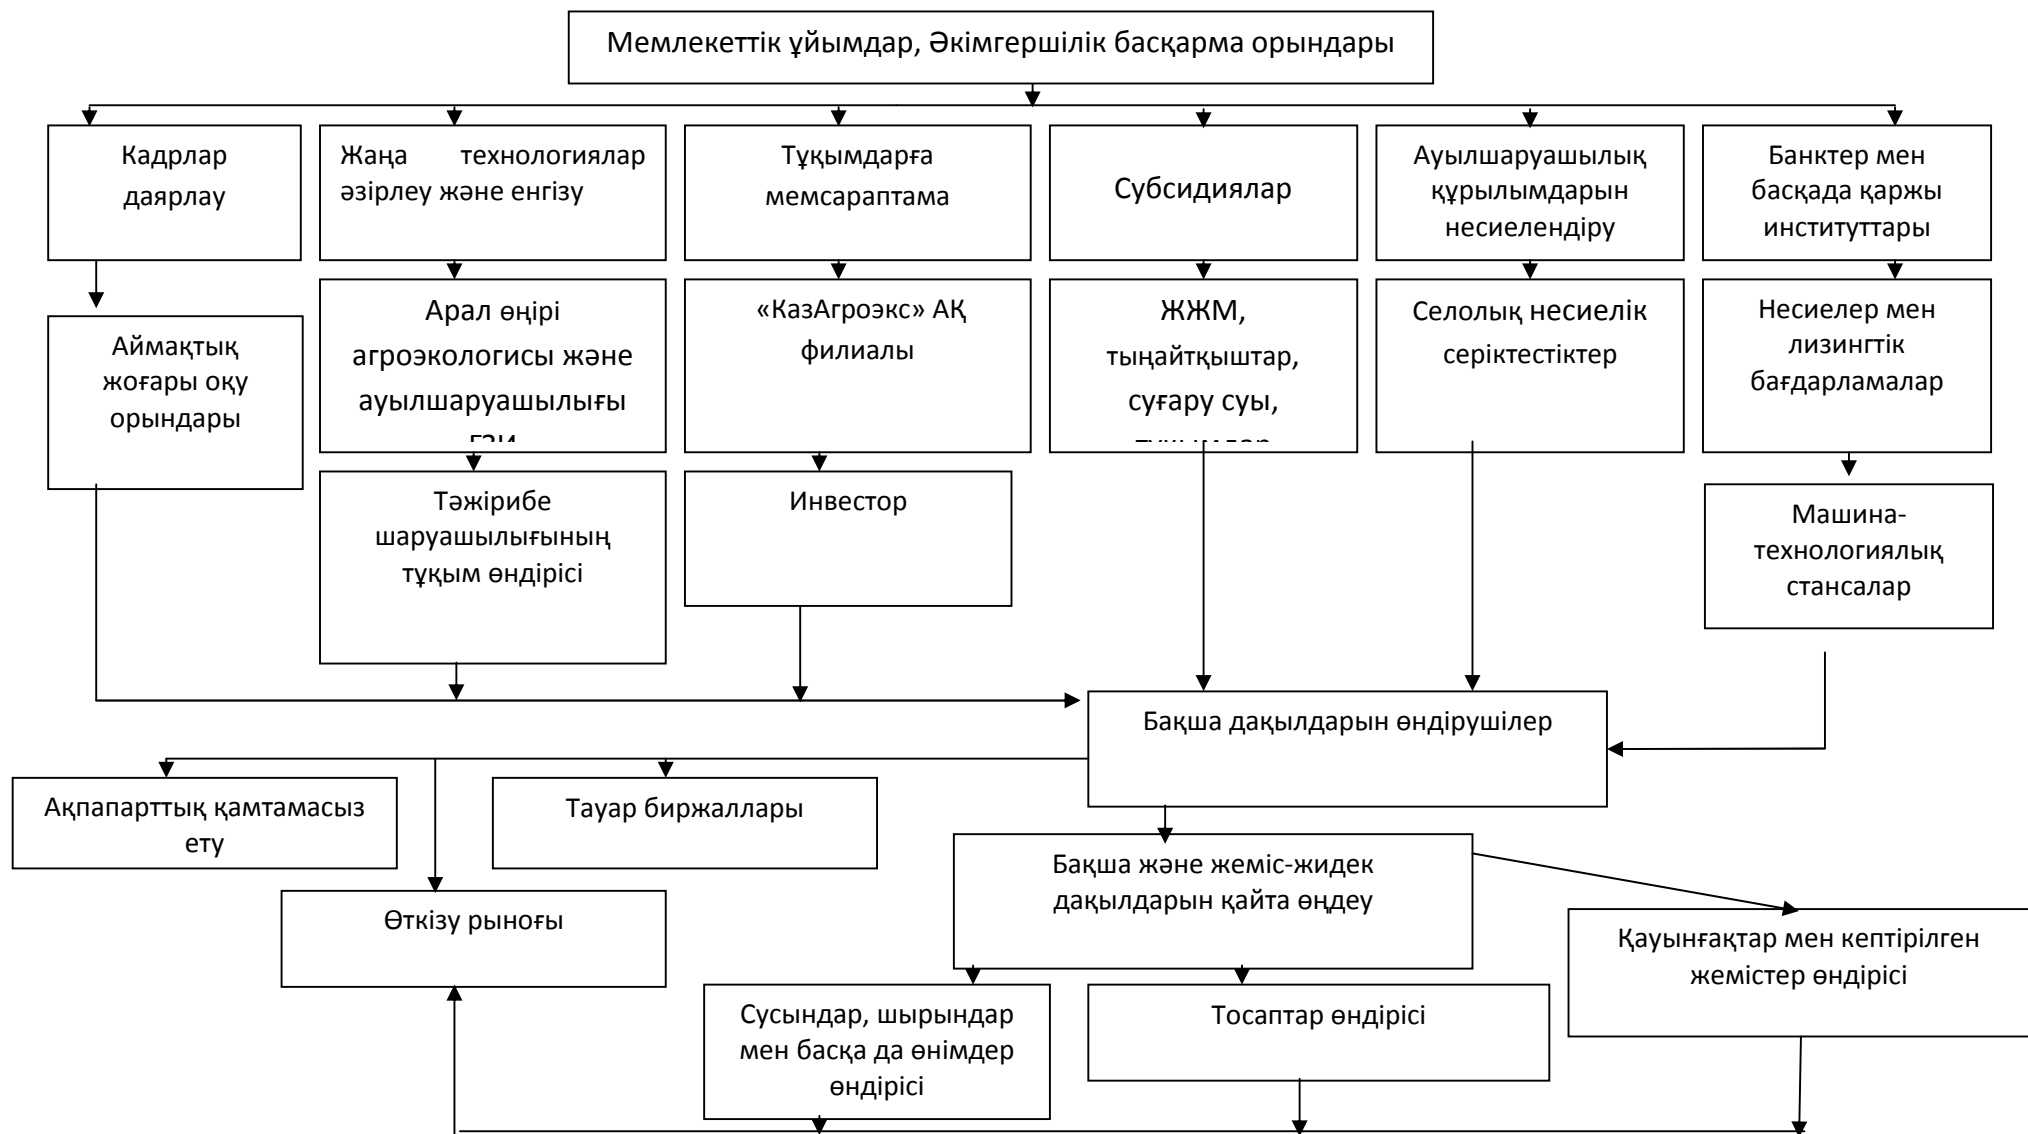 Мемлекеттік ұйымдар, Әкімгершілік басқарма орындары
Кадрлар
даярлау
Жаңа технологиялар
әзірлеу және енгізу
Тұқымдарға
мемсараптама
Субсидиялар
Ауылшаруашылық
құрылымдарын
несиелендіру
Банктер мен
басқада қаржы
институттары
Аймақтық
жоғары оқу
орындары
Арал өңірі
агроэкологисы және
ауылшаруашылығы
«КазАгроэкс» АҚ
филиалы
ЖЖМ,
тыңайтқыштар,
суғару суы,
Селолық несиелік
серіктестіктер
Несиелер мен
лизингтік
бағдарламалар
Тәжірибе
шаруашылығының
тұқым өндірісі
Инвестор
Машина-
технологиялық
стансалар
Бақша дақылдарын өндірушілер
Ақпапарттық қамтамасыз
ету
Тауар биржаллары
Өткізу рыноғы
Бақша және жеміс-жидек
дақылдарын қайта өңдеу
Қауынғақтар мен кептірілген
жемістер өндірісі
Сусындар, шырындар
мен басқа да өнімдер
өндірісі
Тосаптар өндірісі